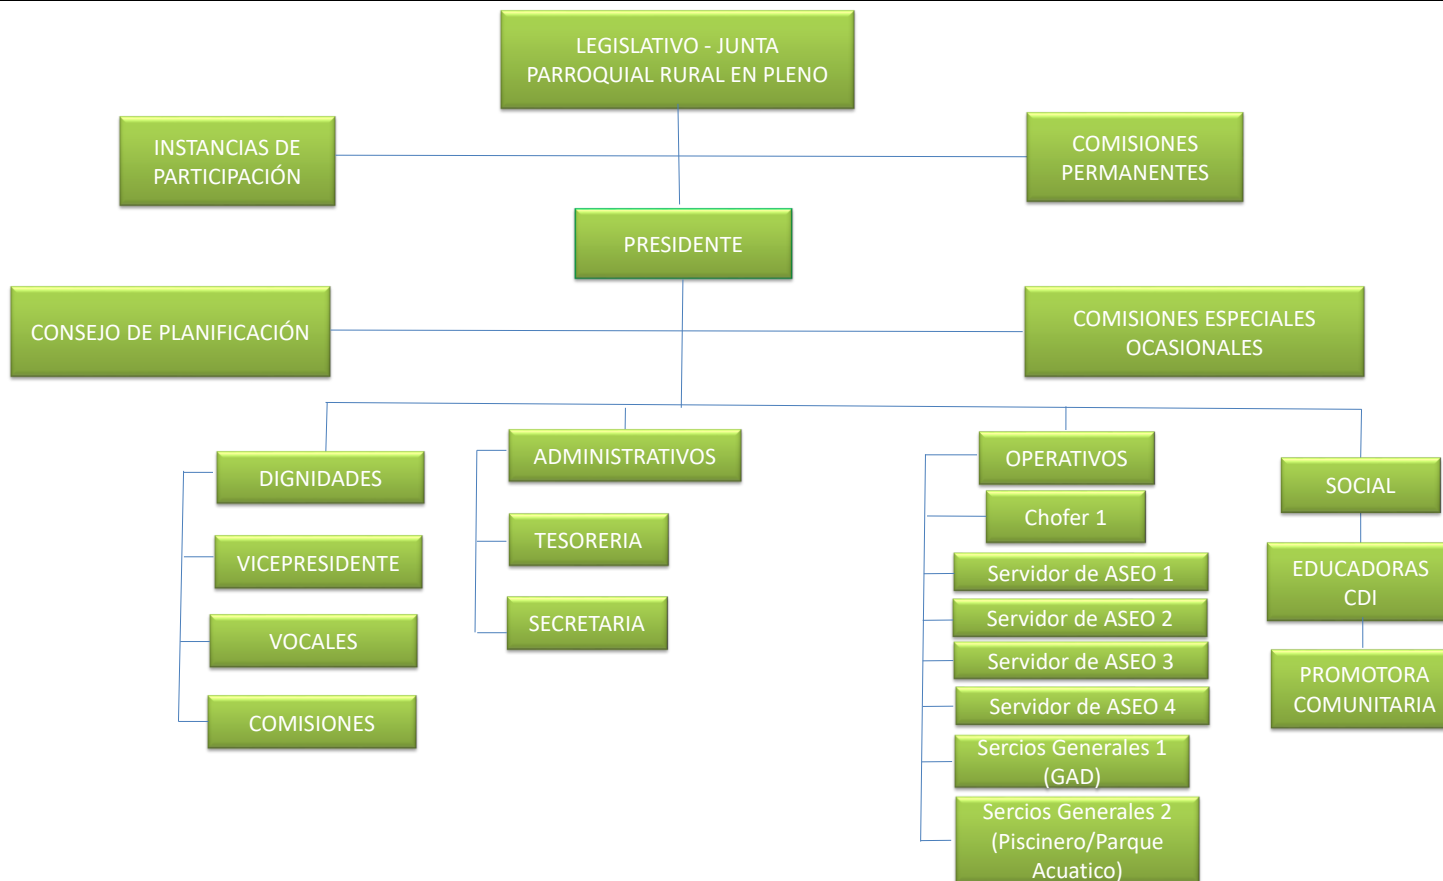 LEGISLATIVO - JUNTA
PARROQUIAL RURAL EN PLENO
INSTANCIAS DE
PARTICIPACIÓN
COMISIONES
PERMANENTES
PRESIDENTE
CONSEJO DE PLANIFICACIÓN
COMISIONES ESPECIALES
OCASIONALES
DIGNIDADES
VICEPRESIDENTE
VOCALES
COMISIONES
ADMINISTRATIVOS
TESORERIA
SECRETARIA
OPERATIVOS
Chofer 1
Servidor de ASEO 1
Servidor de ASEO 2
Servidor de ASEO 3
Servidor de ASEO 4
Sercios Generales 1
(GAD)
Sercios Generales 2
(Piscinero/Parque
Acuatico)
SOCIAL
EDUCADORAS
CDI
PROMOTORA
COMUNITARIA